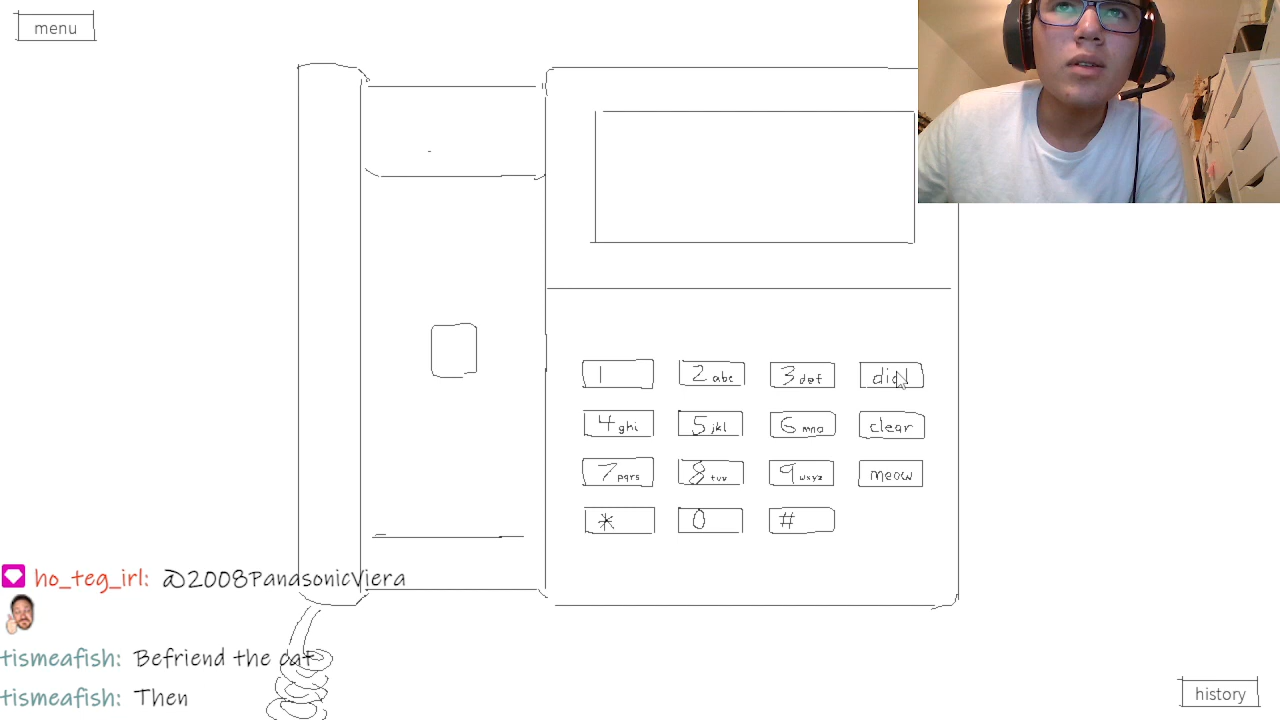 menu
1
2 abc
3 def
dial
4 ghi
5 jkl
6 mno
clear
7 pqrs
8 tuv
9 wxyz
meow
*
0
#
ho_teg_irl: @2008PanasonicViera
tismeafish: Befriend the cat
tismeafish: Then
history